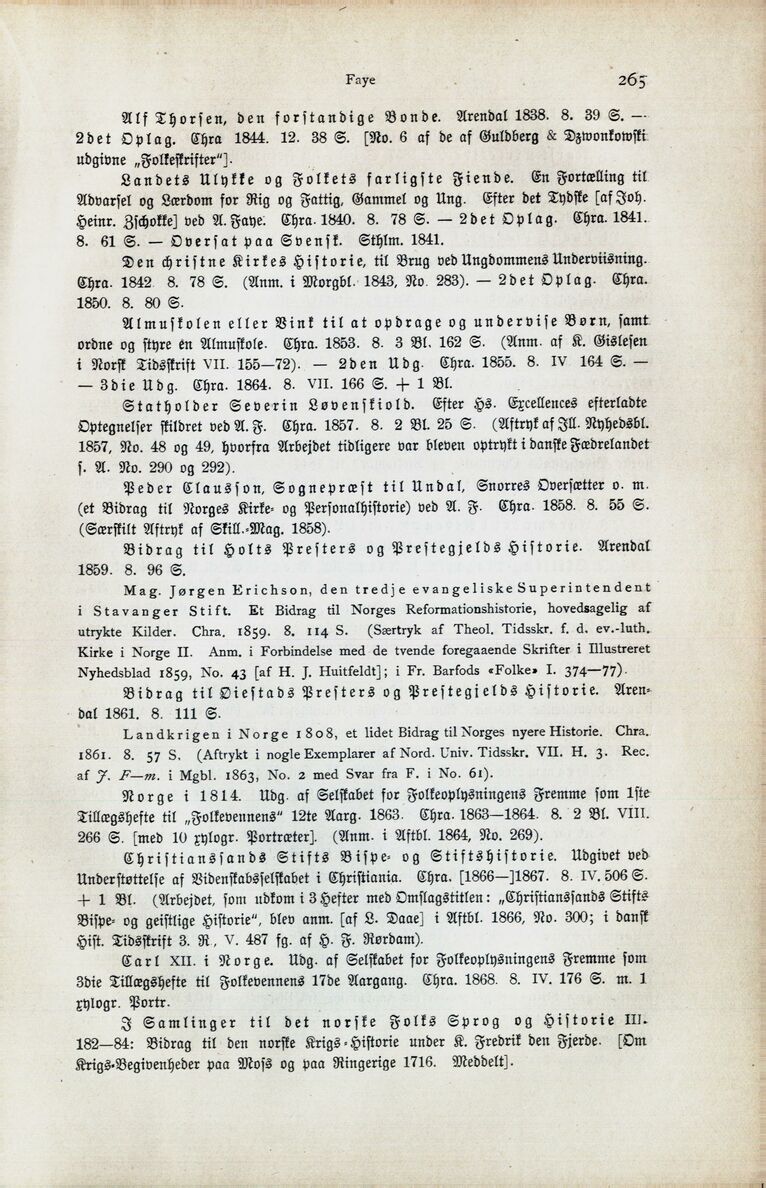 Faye 265
Alf Thorsen, den forstandige Bonde. Arendal 1838. 8. 39 S. —
2det Oplag. Chra 1844. 12. 38 S. [No. 6 af de af Guldberg & Dzwonkowski
udgivne „Folkeskrifter“].
Landets Ulykke og Folkets farligste Fiende. En Fortælling til
Advarsel og Lærdom for Rig og Fattig, Gammel og Ung. Efter det Tydske [af Joh.
Heinr. Zschokke] ved A. Faye. Chra. 1840. 8. 78 S. — 2det Oplag. Chra. 1841.
8. 61 S. — Oversat paa Svensk. Sthlm. 1841.
Den christne Kirkes Historie, til Brug ved Ungdommens Underviisning.
Chra. 1842. 8. 78 S. (Anm. i Morgbl. 1843, No. 283). — 2det Oplag. Chra.
1850. 8. 80 S.
Almuskolen eller Vink til at opdrage og undervise Børn, samt
ordne og styre en Almuskole. Chra. 1853. 8. 3 Bl. 162 S. (Anm. af K. Gislesen
i Norsk Tidsskrift VII. 155—72). — 2den Udg. Chra. 1855. 8. IV. 164 S. —
— 3die Udg. Chra. 1864. 8. VII. 166 S. + 1 Bl.
Statholder Severin Løvenskiold. Efter Hs. Excellences efterladte
Optegnelser skildret ved A. F. Chra. 1857. 8. 2 Bl. 25 S. (Aftryk af Ill. Nyhedsbl.
1857, No. 48 og 49, hvorfra Arbejdet tidligere var bleven optrykt i danske Fædrelandet
s. A. No. 290 og 292).
Peder Clausson, Sognepræst til Undal, Snorres Oversætter o. m.
(et Bidrag til Norges Kirke- og Personalhistorie) ved A. F. Chra. 1858. 8. 55 S.
(Særskilt Aftryk af Skill.-Mag. 1858).
Bidrag til Holts Presters og Prestegjelds Historie. Arendal
1859. 8. 96 S.
Mag. Jørgen Erichson, den tredje evangeliske Superintendent
i Stavanger Stift. Et Bidrag til Norges Reformationshistorie, hovedsagelig af
utrykte Kilder. Chra. 1859. 8. 114 S. (Særtryk af Theol. Tidsskr. f. d. ev.-luth.
Kirke i Norge II. Anm. i Forbindelse med de tvende foregaaende Skrifter i Illustreret
Nyhedsblad 1859, No. 43 [af H. J. Huitfeldt]; i Fr. Barfods «Folke» I. 374—77).
Bidrag til Øiestads Presters og Prestegjelds Historie. Aren-
dal 1861. 8. 111 S.
Landkrigen i Norge 1808, et lidet Bidrag til Norges nyere Historie. Chra.
1861. 8. 57 S. (Aftrykt i nogle Exemplarer af Nord. Univ. Tidsskr. VII. H. 3. Rec.
af J. F—m. i Mgbl. 1863, No. 2 med Svar fra F. i No. 61).
Norge i 1814. Udg. af Selskabet for Folkeoplysningens Fremme som 1ste
Tillægshefte til „Folkevennens“ 12te Aarg. 1863. Chra. 1863—1864. 8. 2 Bl. VIII.
266 S. [med 10 xylogr. Portræter]. (Anm. i Aftbl. 1864, No. 269).
Christianssands Stifts Bispe- og Stiftshistorie. Udgivet ved
Understøttelse af Videnskabsselskabet i Christiania. Chra. [1866—]1867. 8. IV. 506 S.
+ 1 Bl. (Arbejdet, som udkom i 3 Hefter med Omslagstitlen: „Christianssands Stifts
Bispe- og geistlige Historie“, blev anm. [af L. Daae] i Aftbl. 1866, No. 300; i dansk
Hist. Tidsskrift 3. R., V. 487 fg. af H. F. Rørdam).
Carl XII. i Norge. Udg. af Selskabet for Folkeoplysningens Fremme som
3die Tillægshefte til Folkevennens 17de Aargang. Chra. 1868. 8. IV. 176 S. m. 1
xylogr. Portr.
I Samlinger til det norske Folks Sprog og Historie III.
182—84: Bidrag til den norske Krigs-Historie under K. Fredrik den Fjerde. [Om
Krigs-Begivenheder paa Moss og paa Ringerige 1716. Meddelt].